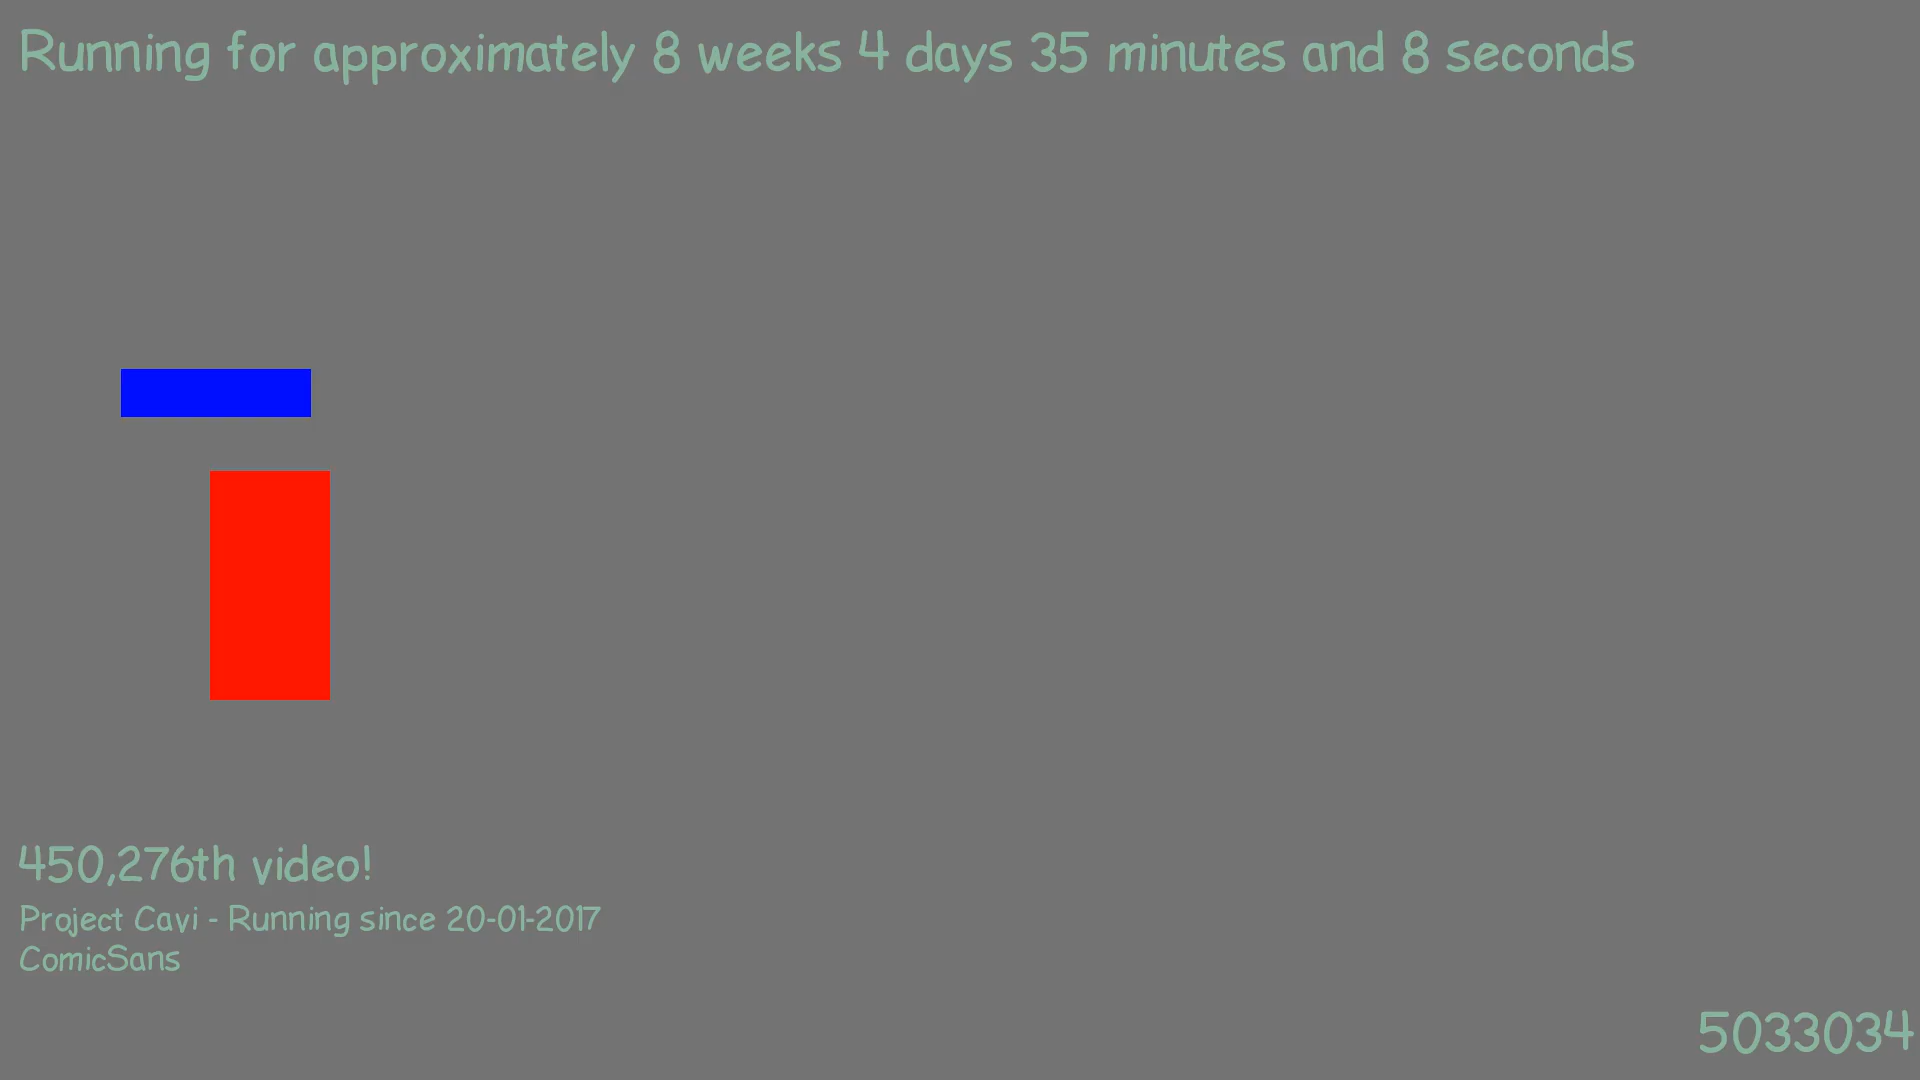 Running for approximately 8 weeks 4 days 35 minutes and 8 seconds
450,276th video!
Project Cavi - Running since 20-01-2017
ComicSans
5033034